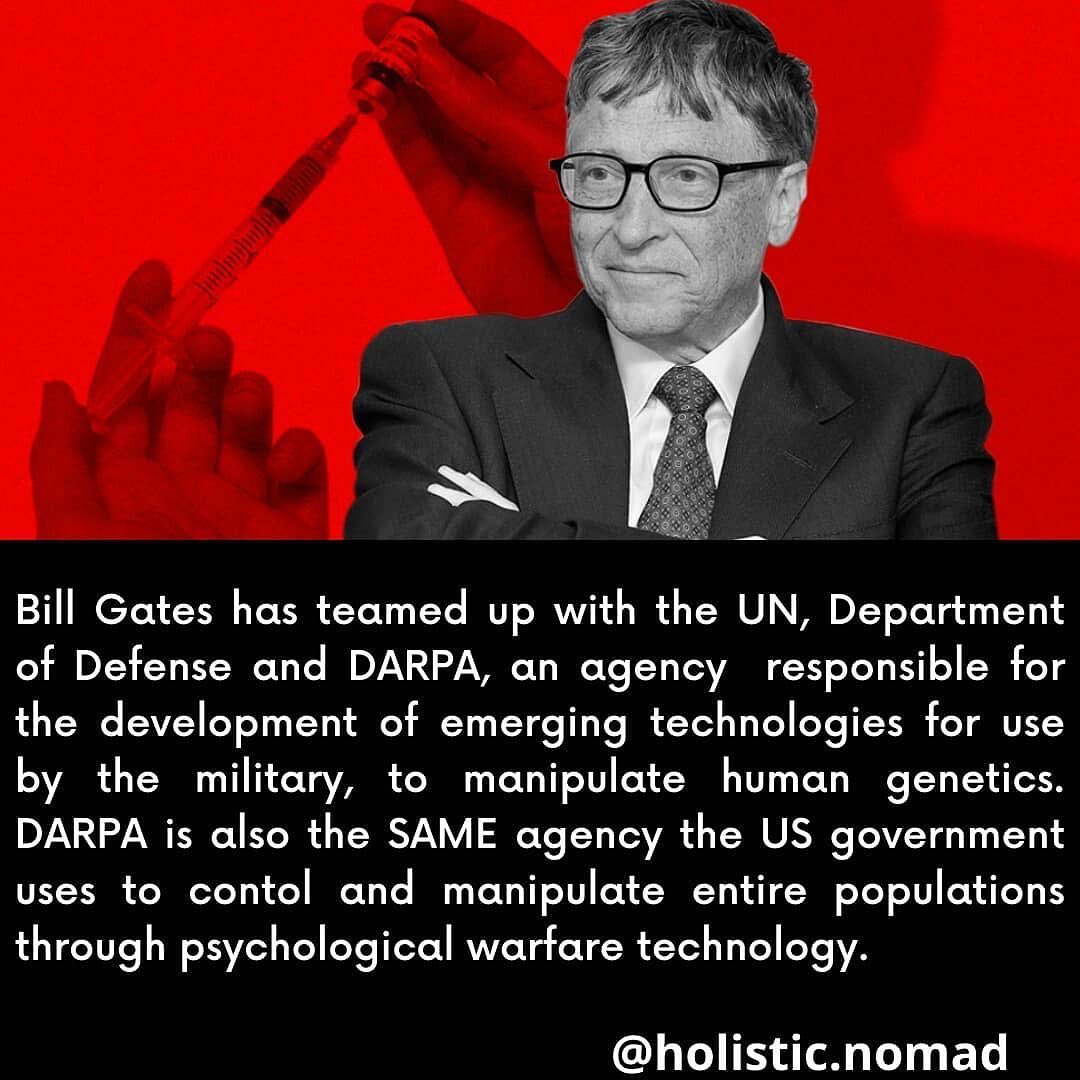 Bill Gates has teamed up with the UN, Department
of Defense and DARPA, an agency responsible for
the development of emerging technologies for use
by the military, to manipulate human genetics.
DARPA is also the SAME agency the US government
uses to contol and manipulate entire populations
through psychological warfare technology.
@holistic.nomad